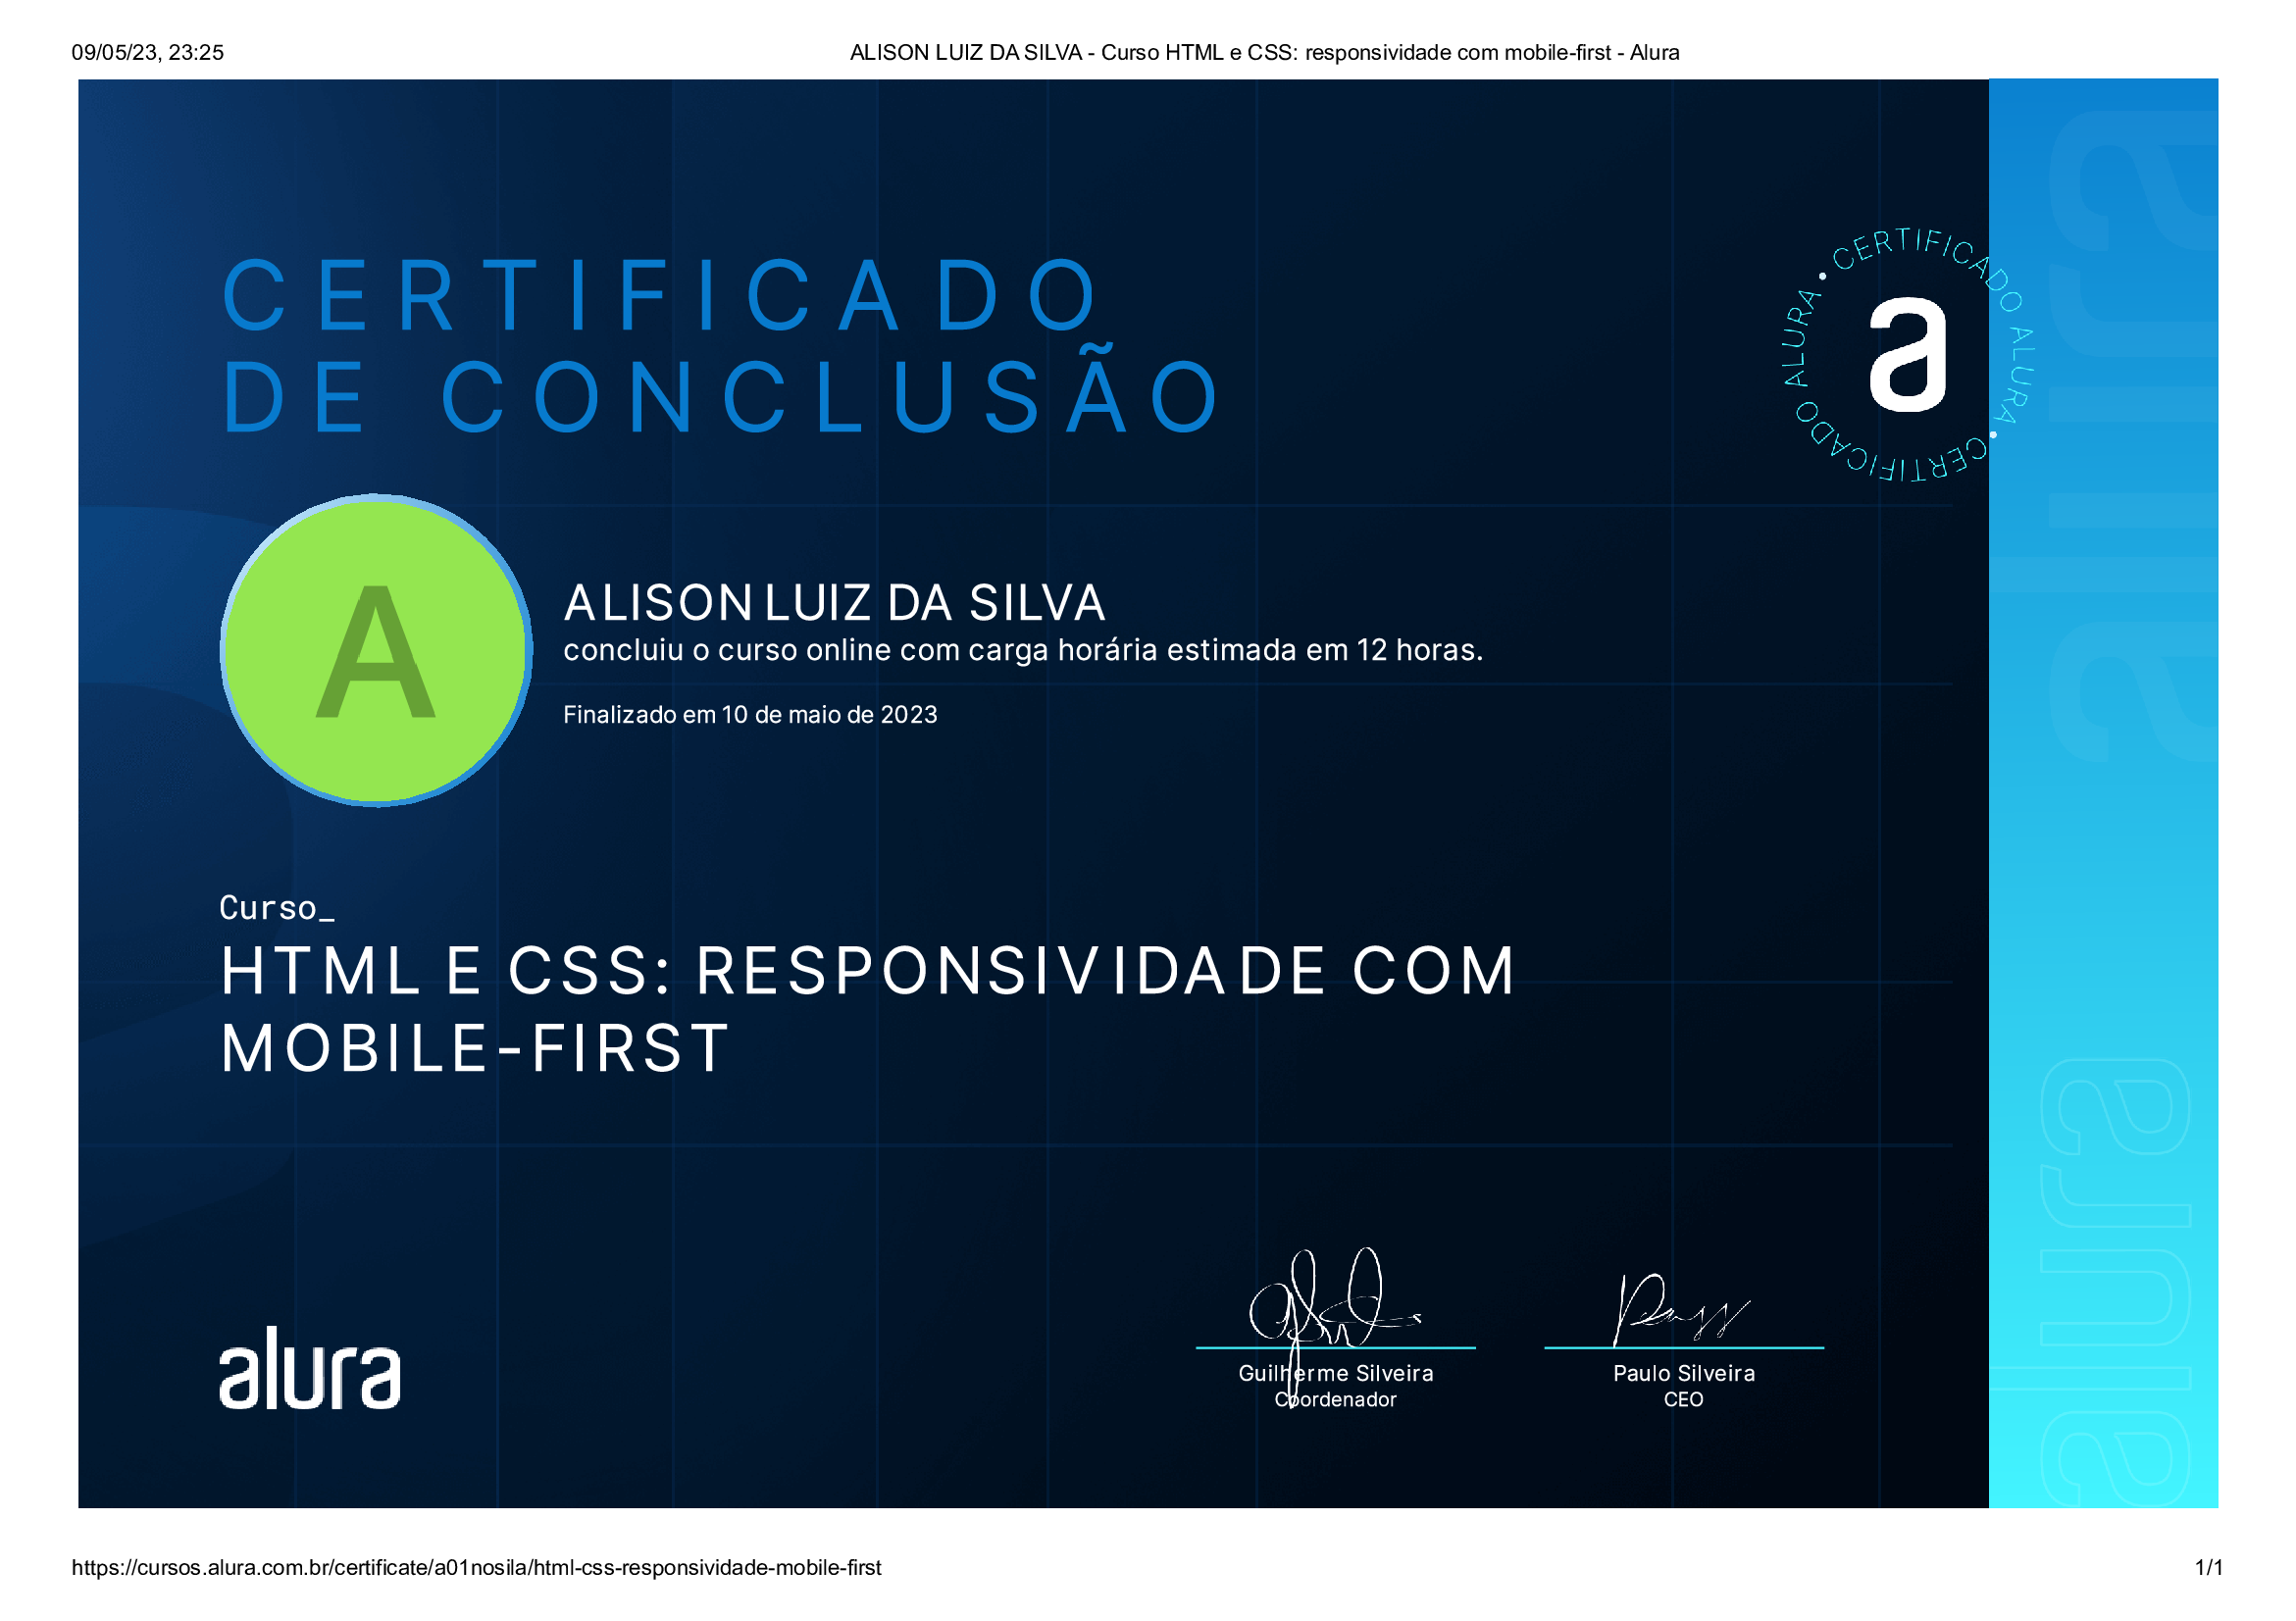 09/05/23, 23:25
ALISON LUIZ DA SILVA - Curso HTML e CSS: responsividade com mobile-first - Alura
CERTIFICADO
DE CONCLUSÃO
CERTIFICADO ALURA • CERTIFICADO ALURA •
a
A
ALISON LUIZ DA SILVA
concluiu o curso online com carga horária estimada em 12 horas.
Finalizado em 10 de maio de 2023
Curso_
HTML E CSS: RESPONSIVIDADE COM
MOBILE-FIRST
alura
Guilherme Silveira
Coordenador
Paulo Silveira
CEO
alura
alura
https://cursos.alura.com.br/certificate/a01nosila/html-css-responsividade-mobile-first
1/1